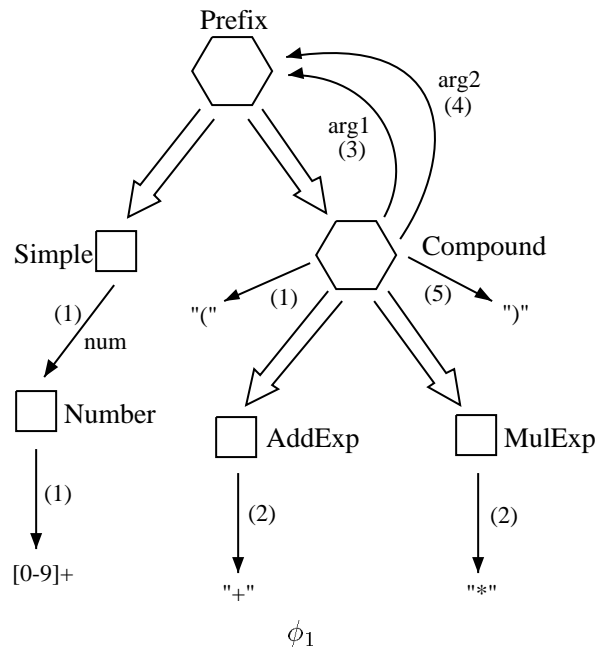 Prefix
arg2
(4)
arg1
(3)
Simple
Compound
(1)
(5)
"("
")"
(1)
num
Number
AddExp
MulExp
(1)
(2)
(2)
[0-9]+
"+"
"*"
ϕ₁